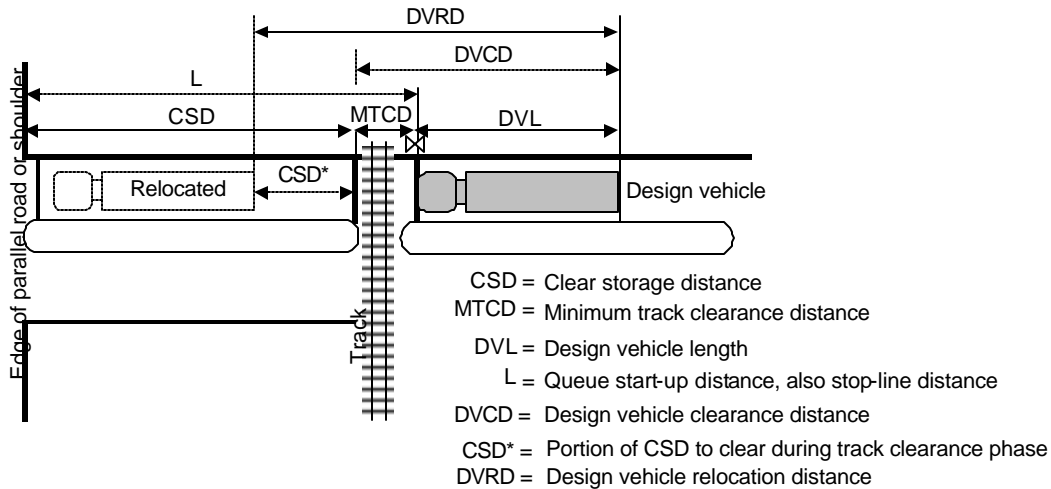 DVRD
DVCD
L
CSD
MTCD
DVL
Relocated
CSD*
Design vehicle
Edge of parallel road or shoulder
Track
CSD = Clear storage distance
MTCD = Minimum track clearance distance
DVL = Design vehicle length
L = Queue start-up distance, also stop-line distance
DVCD = Design vehicle clearance distance
CSD* = Portion of CSD to clear during track clearance phase
DVRD = Design vehicle relocation distance